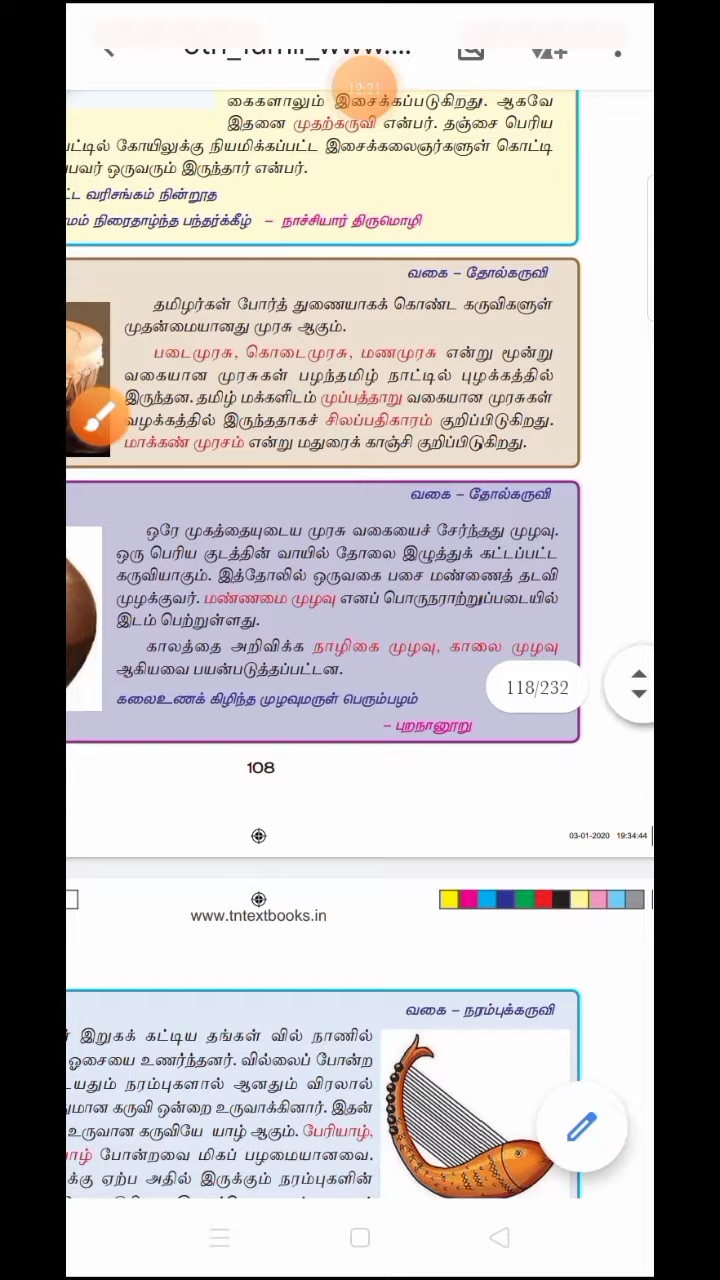 12:21
கைகளாலும் இசைக்கப்படுகிறது. ஆகவே
இதனை முதற்கருவி என்பர். தஞ்சை பெரிய
கோயிலுக்கு நியமிக்கப்பட்ட இசைக்கலைஞர்களுள் கொட்டி
ஒருவரும் இருந்தார் என்பர்.
வரிசங்கம் நின்றூத
நிரைதாழ்ந்த பந்தர்க்கீழ் – நாச்சியார் திருமொழி
வகை – தோல்கருவி
தமிழர்கள் போர்த் துணையாகக் கொண்ட கருவிகளுள்
முதன்மையானது முரசு ஆகும்.
படைமுரசு, கொடைமுரசு, மணமுரசு என்று மூன்று
வகையான முரசுகள் பழந்தமிழ் நாட்டில் புழக்கத்தில்
இருந்தன. தமிழ் மக்களிடம் முப்பத்தாறு வகையான முரசுகள்
வழக்கத்தில் இருந்ததாகச் சிலப்பதிகாரம் குறிப்பிடுகிறது.
மாக்கண் முரசம் என்று மதுரைக் காஞ்சி குறிப்பிடுகிறது.
வகை – தோல்கருவி
ஒரே முகத்தையுடைய முரசு வகையைச் சேர்ந்தது முழவு.
ஒரு பெரிய குடத்தின் வாயில் தோலை இழுத்துக் கட்டப்பட்ட
கருவியாகும். இத்தோலில் ஒருவகை பசை மண்ணைத் தடவி
முழக்குவர். மண்ணமை முழவு எனப் பொருநராற்றுப்படையில்
இடம் பெற்றுள்ளது.
காலத்தை அறிவிக்க நாழிகை முழவு, காலை முழவு
ஆகியவை பயன்படுத்தப்பட்டன.
118/232
கலைஉணக் கிழிந்த முழவுமருள் பெரும்பழம்
– புறநானூறு
108
03-01-2020 19:34:44
www.tntextbooks.in
வகை – நரம்புக்கருவி
இறுகக் கட்டிய தங்கள் வில் நாணில்
ஓசையை உணர்ந்தனர். வில்லைப் போன்ற
நரம்புகளால் ஆனதும் விரலால்
கருவி ஒன்றை உருவாக்கினார். இதன்
உருவான கருவியே யாழ் ஆகும். பேரியாழ்,
போன்றவை மிகப் பழமையானவை.
ஏற்ப அதில் இருக்கும் நரம்புகளின்